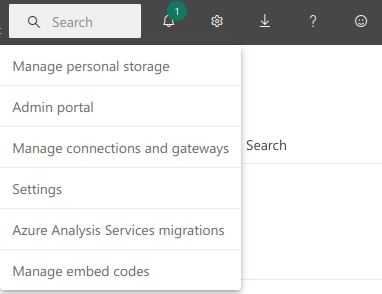 Search
1
?
Manage personal storage
Admin portal
Manage connections and gateways
Search
Settings
Azure Analysis Services migrations
Manage embed codes